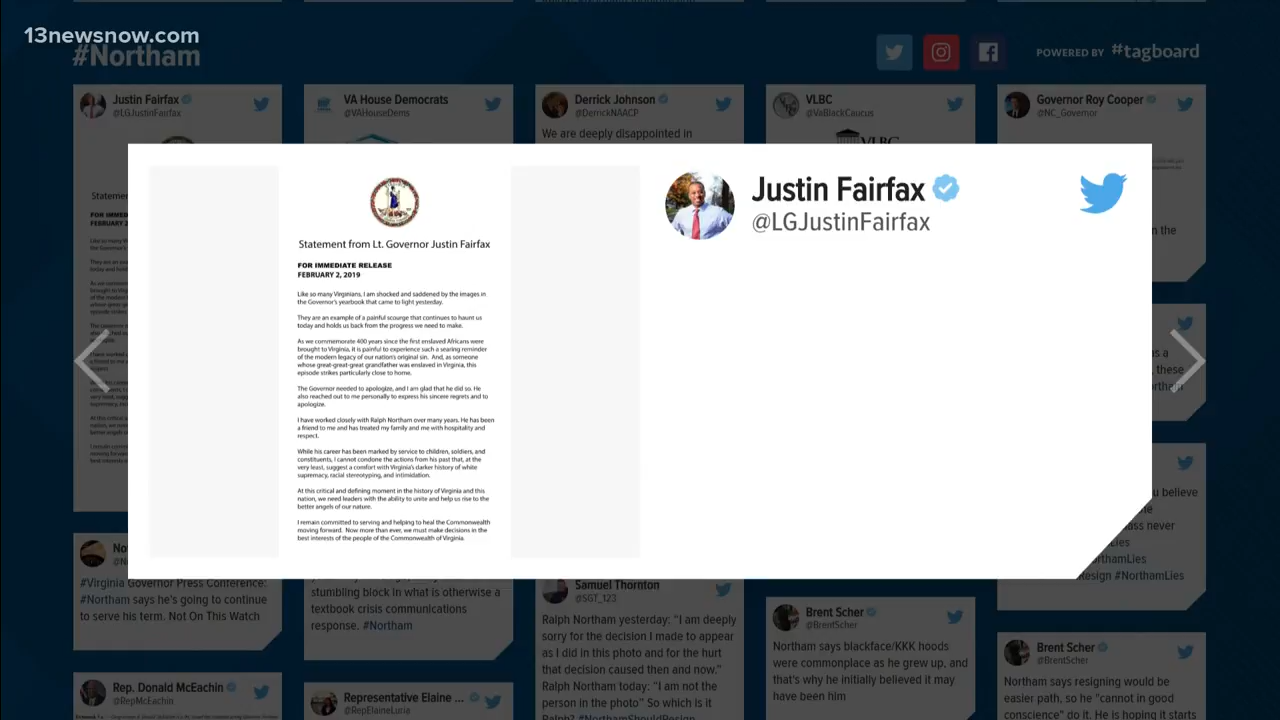 13newsnow.com
#Northam
POWERED BY #tagboard
Justin Fairfax
@LGJustinFairfax
VA House Democrats
@VAHouseDems
Derrick Johnson
@DerrickNAACP
We are deeply disappointed in
VLBC
@VaBlackCaucus
VLBC
Governor Roy Cooper
@NC_Governor
Statement from Lt. Governor Justin Fairfax
FOR IMMEDIATE RELEASE
FEBRUARY 2, 2019
Like so many Virginians, I am shocked and saddened by the images in
the Governor's yearbook that came to light yesterday.
They are an example of a painful scourge that continues to haunt us
today and holds us back from the progress we need to make.
As we commemorate 400 years since the first enslaved Africans were
brought to Virginia, it is painful to experience such a searing reminder
of the modern legacy of our nation's original sin. And, as someone
whose great-great-great grandfather was enslaved in Virginia, this
episode strikes particularly close to home.
The Governor needed to apologize, and I am glad that he did so. He
also reached out to me personally to express his sincere regrets and to
apologize.
I have worked closely with Ralph Northam over many years. He has been
a friend to me and has treated my family and me with hospitality and
respect.
While his career has been marked by service to children, soldiers, and
constituents, I cannot condone the actions from his past that, at the
very least, suggest a comfort with Virginia's darker history of white
supremacy, racial stereotyping, and intimidation.
At this critical and defining moment in the history of Virginia and this
nation, we need leaders with the ability to unite and help us rise to the
better angels of our nature.
I remain committed to serving and helping to heal the Commonwealth
moving forward. Now more than ever, we must make decisions in the
best interests of the people of the Commonwealth of Virginia.
Justin Fairfax
@LGJustinFairfax
#Virginia Governor Press Conference:
#Northam says he's going to continue
to serve his term. Not On This Watch
stumbling block in what is otherwise a
textbook crisis communications
response. #Northam
Samuel Thornton
@SGT_123
Ralph Northam yesterday: "I am deeply
sorry for the decision I made to appear
as I did in this photo and for the hurt
that decision caused then and now."
Ralph Northam today: "I am not the
person in the photo" So which is it
Ralph? #NorthamShouldResign
Brent Scher
@BrentScher
Northam says blackface/KKK hoods
were commonplace as he grew up, and
that's why he initially believed it may
have been him
#NorthamLies
Brent Scher
@BrentScher
Northam says resigning would be
easier path, so he "cannot in good
conscience" do it. He is hoping it starts
Rep. Donald McEachin
@RepMcEachin
Representative Elaine ...
@RepElaineLuria